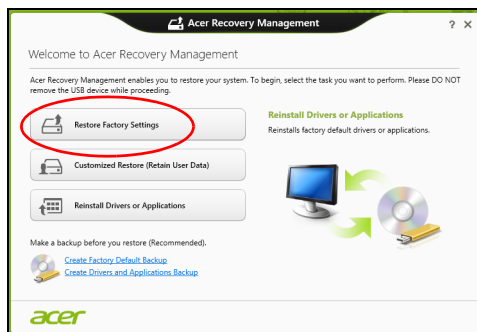 Acer Recovery Management
? ×
Welcome to Acer Recovery Management
Acer Recovery Management enables you to restore your system. To begin, select the task you want to perform. Please DO NOT
remove the USB device while proceeding.
Restore Factory Settings
Reinstall Drivers or Applications
Reinstalls factory default drivers or applications.
Customized Restore (Retain User Data)
Reinstall Drivers or Applications
Make a backup before you restore (Recommended).
Create Factory Default Backup
Create Drivers and Applications Backup
acer